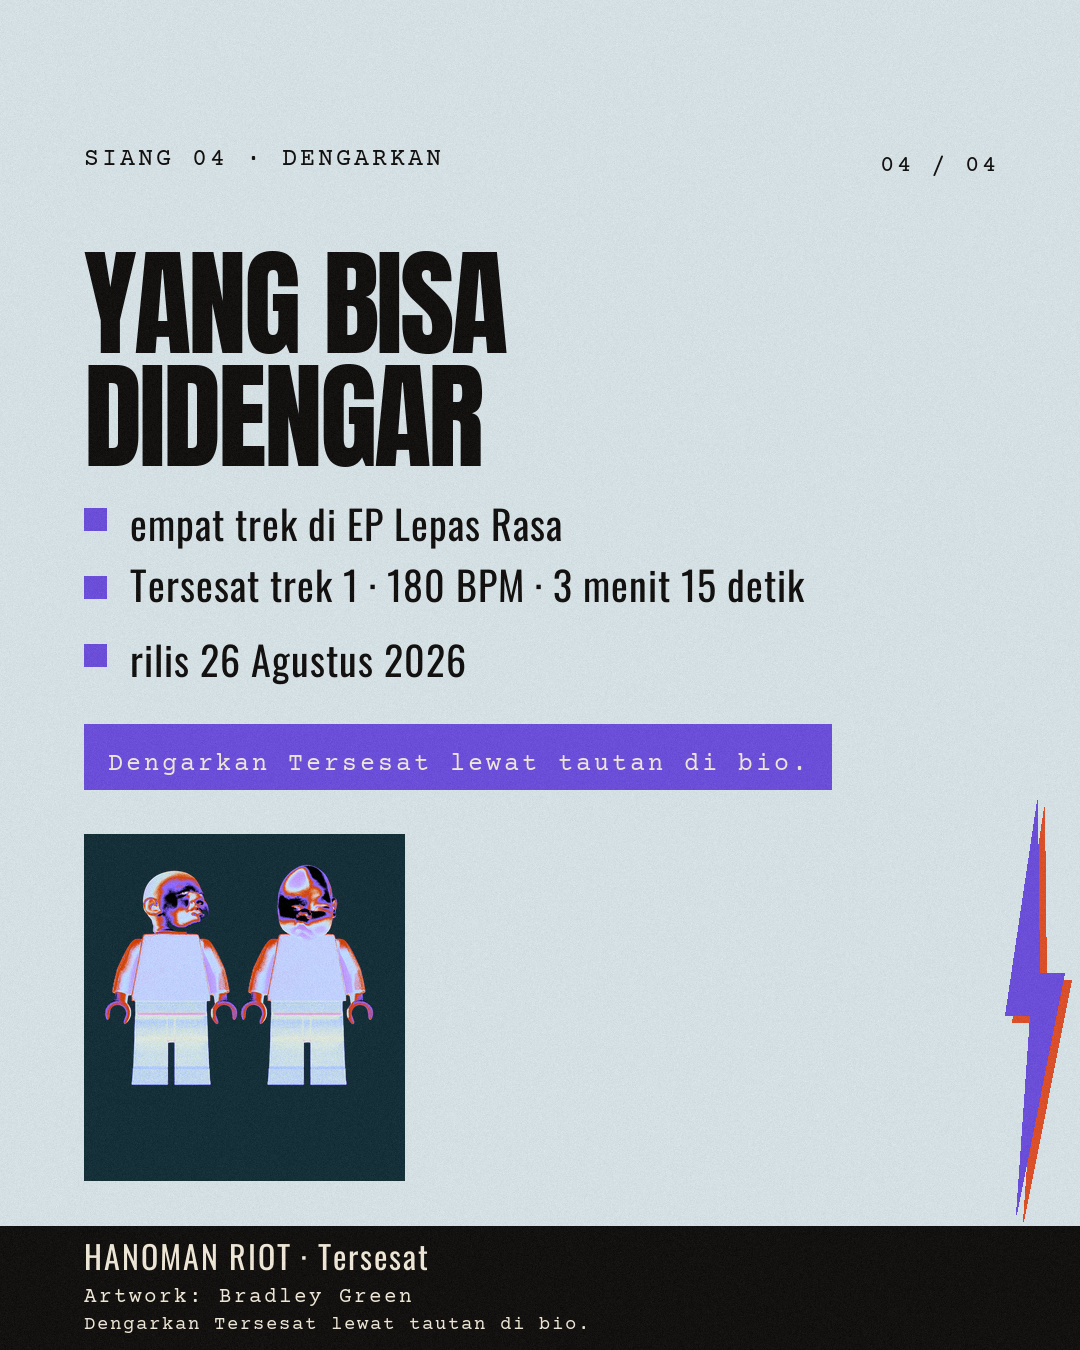 SIANG 04 · DENGARKAN
04 / 04
YANG BISA
DIDENGAR
empat trek di EP Lepas Rasa
Tersesat trek 1 · 180 BPM · 3 menit 15 detik
rilis 26 Agustus 2026
Dengarkan Tersesat lewat tautan di bio.
HANOMAN RIOT · Tersesat
Artwork: Bradley Green
Dengarkan Tersesat lewat tautan di bio.